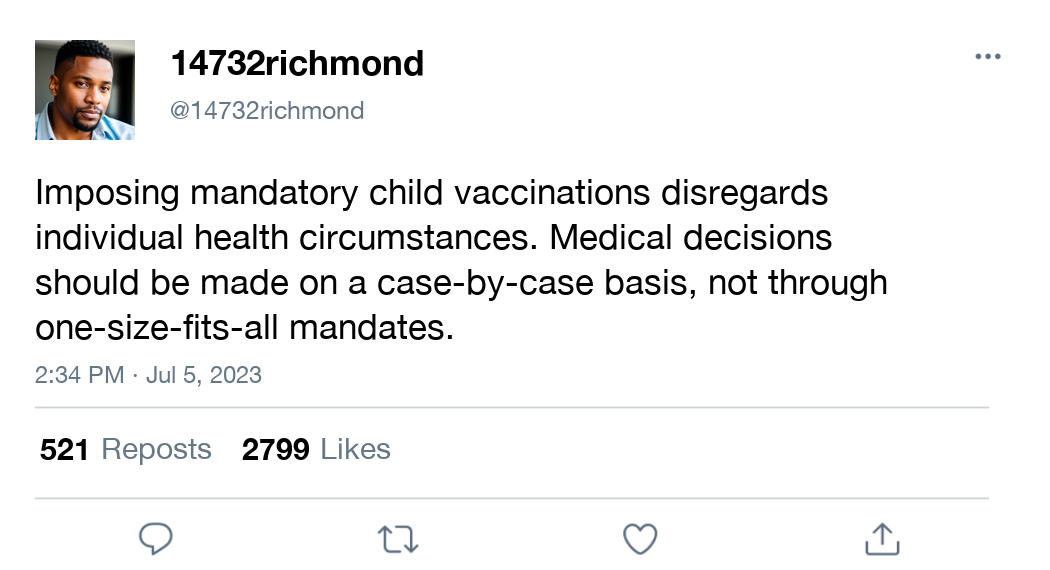 14732richmond
@14732richmond
Imposing mandatory child vaccinations disregards
individual health circumstances. Medical decisions
should be made on a case-by-case basis, not through
one-size-fits-all mandates.
2:34 PM · Jul 5, 2023
521 Reposts 2799 Likes